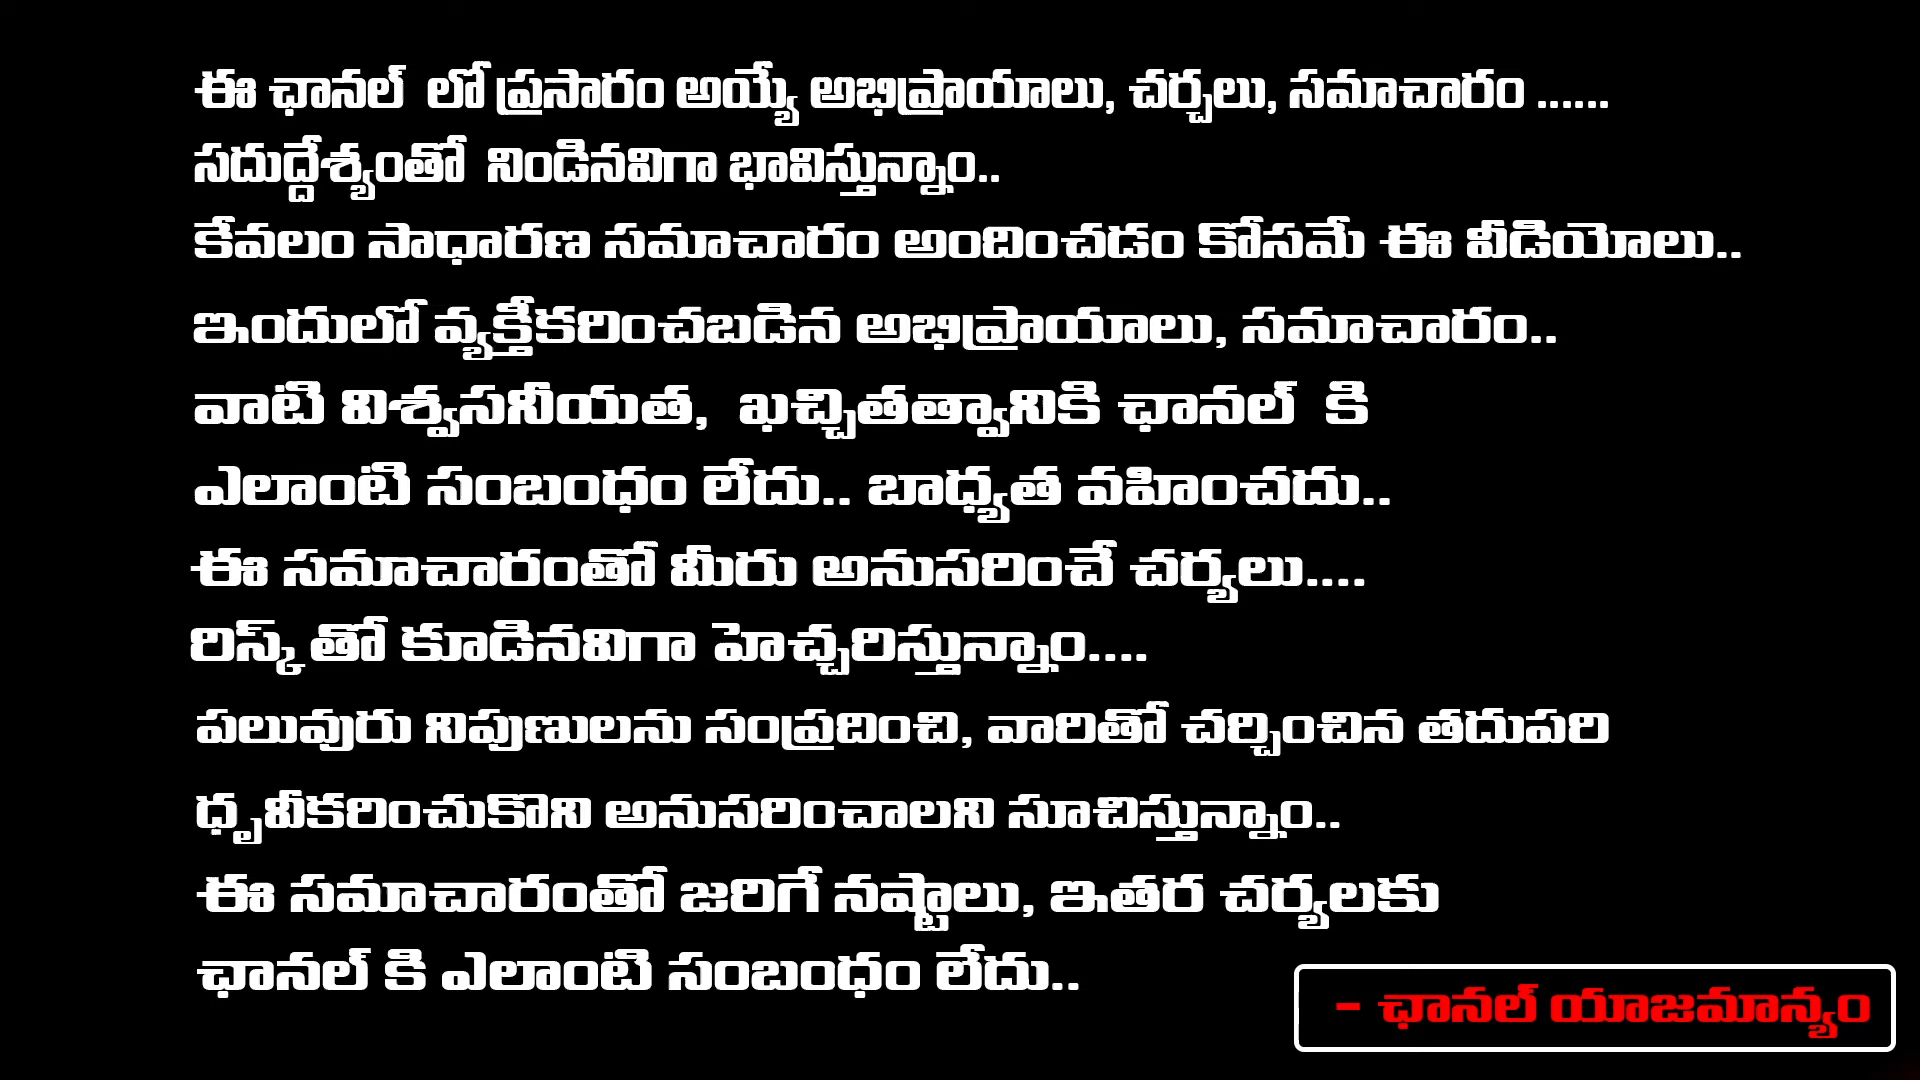 ఈ ఛానల్ లో ప్రసారం అయ్యే అభిప్రాయాలు, చర్చలు, సమాచారం ......
సదుద్దేశ్యంతో నిండినవిగా భావిస్తున్నాం..
కేవలం సాధారణ సమాచారం అందించడం కోసమే ఈ వీడియోలు..
ఇందులో వ్యక్తీకరించబడిన అభిప్రాయాలు, సమాచారం..
వాటి విశ్వసనీయత, ఖచ్చితత్వానికి ఛానల్ కి
ఎలాంటి సంబంధం లేదు.. బాధ్యత వహించదు..
ఈ సమాచారంతో మీరు అనుసరించే చర్యలు....
రిస్క్ తో కూడినవిగా హెచ్చరిస్తున్నాం....
పలువురు నిపుణులను సంప్రదించి, వారితో చర్చించిన తదుపరి
ధృవీకరించుకొని అనుసరించాలని సూచిస్తున్నాం..
ఈ సమాచారంతో జరిగే నష్టాలు, ఇతర చర్యలకు
ఛానల్ కి ఎలాంటి సంబంధం లేదు..
- ఛానల్ యాజమాన్యం